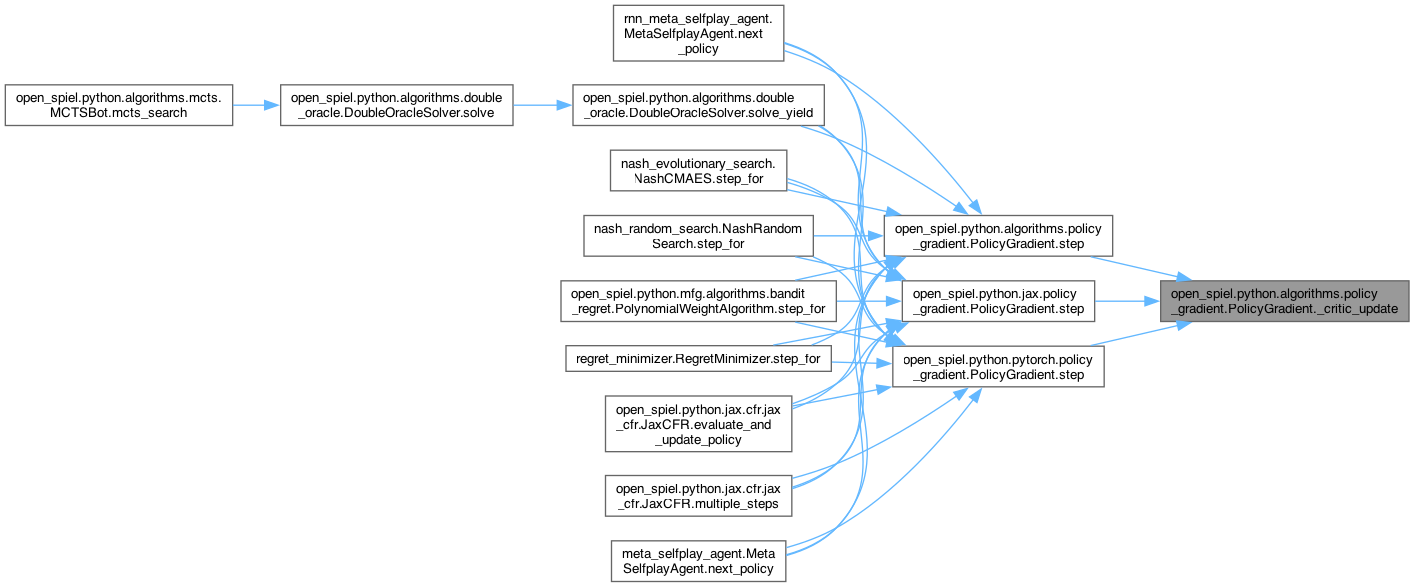 rnn_meta_selfplay_agent.
MetaSelfplayAgent.next
_policy
open_spiel.python.algorithms.mcts.
MCTSBot.mcts_search
open_spiel.python.algorithms.double
_oracle.DoubleOracleSolver.solve
open_spiel.python.algorithms.double
_oracle.DoubleOracleSolver.solve_yield
nash_evolutionary_search.
NashCMAES.step_for
nash_random_search.NashRandom
Search.step_for
open_spiel.python.mfg.algorithms.bandit
_regret.PolynomialWeightAlgorithm.step_for
regret_minimizer.RegretMinimizer.step_for
open_spiel.python.jax.cfr.jax
_cfr.JaxCFR.evaluate_and
_update_policy
open_spiel.python.jax.cfr.jax
_cfr.JaxCFR.multiple_steps
meta_selfplay_agent.Meta
SelfplayAgent.next_policy
open_spiel.python.algorithms.policy
_gradient.PolicyGradient.step
open_spiel.python.jax.policy
_gradient.PolicyGradient.step
open_spiel.python.pytorch.policy
_gradient.PolicyGradient.step
open_spiel.python.algorithms.policy
_gradient.PolicyGradient._critic_update